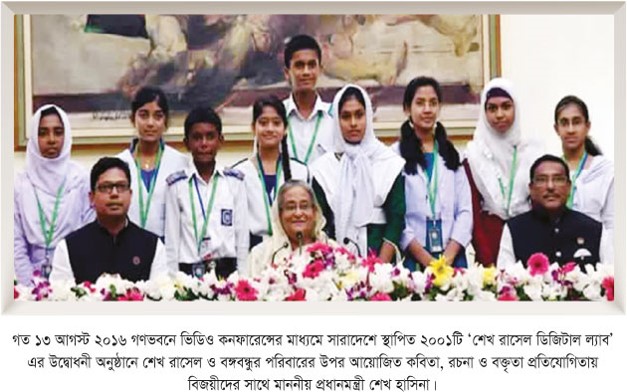 গত ১৩ আগস্ট ২০১৬ গণভবনে ভিডিও কনফারেন্সের মাধ্যমে সারাদেশে স্থাপিত ২০০১টি ‘শেখ রাসেল ডিজিটাল ল্যাব’
এর উদ্বোধনী অনুষ্ঠানে শেখ রাসেল ও বঙ্গবন্ধুর পরিবারের উপর আয়োজিত কবিতা, রচনা ও বক্তৃতা প্রতিযোগিতায়
বিজয়ীদের সাথে মাননীয় প্রধানমন্ত্রী শেখ হাসিনা।